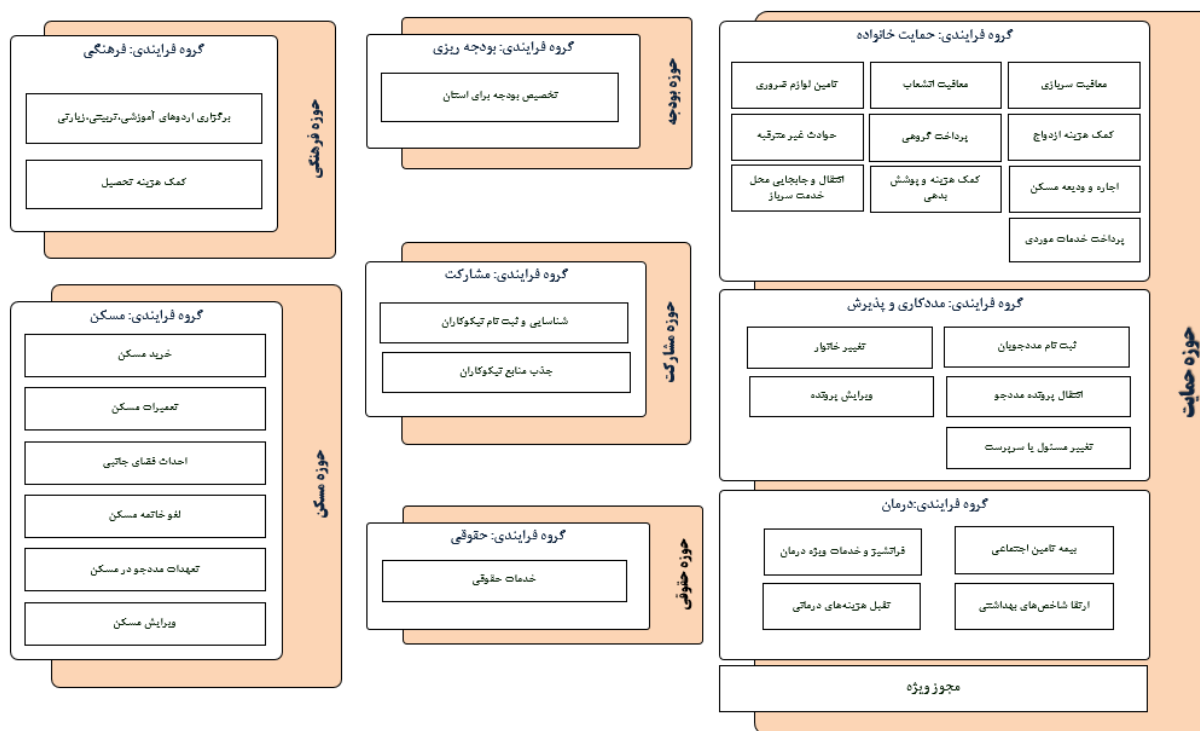 حوزه حمایت
گروه فرایندی: حمایت خانواده
معافیت سربازی
معافیت انشعاب
تامین لوازم ضروری
کمک هزینه ازدواج
پرداخت گروهی
حوادث غیر مترقبه
اجاره و ودیعه مسکن
کمک هزینه و پوشش
بدهی
انتقال و جابجایی محل
خدمت سرباز
پرداخت خدمات موردی
گروه فرایندی: مددکاری و پذیرش
ثبت نام مددجویان
تغییر خانوار
انتقال پرونده مددجو
ویرایش پرونده
تغییر مسئول یا سرپرست
گروه فرایندی:درمان
بیمه تامین اجتماعی
فرانشیز و خدمات ویژه درمان
ارتقا شاخص‌های بهداشتی
تقبل هزینه‌های درمانی
مجوز ویژه
حوزه بودجه
گروه فرایندی: بودجه ریزی
تخصیص بودجه برای استان
حوزه مشارکت
گروه فرایندی: مشارکت
شناسایی و ثبت نام نیکوکاران
جذب منابع نیکوکاران
حوزه حقوقی
گروه فرایندی: حقوقی
خدمات حقوقی
حوزه فرهنگی
گروه فرایندی: فرهنگی
برگزاری اردوهای آموزشی،تربیتی،زیارتی
کمک هزینه تحصیل
حوزه مسکن
گروه فرایندی: مسکن
خرید مسکن
تعمیرات مسکن
احداث فضای جانبی
لغو خاتمه مسکن
تعهدات مددجو در مسکن
ویرایش مسکن